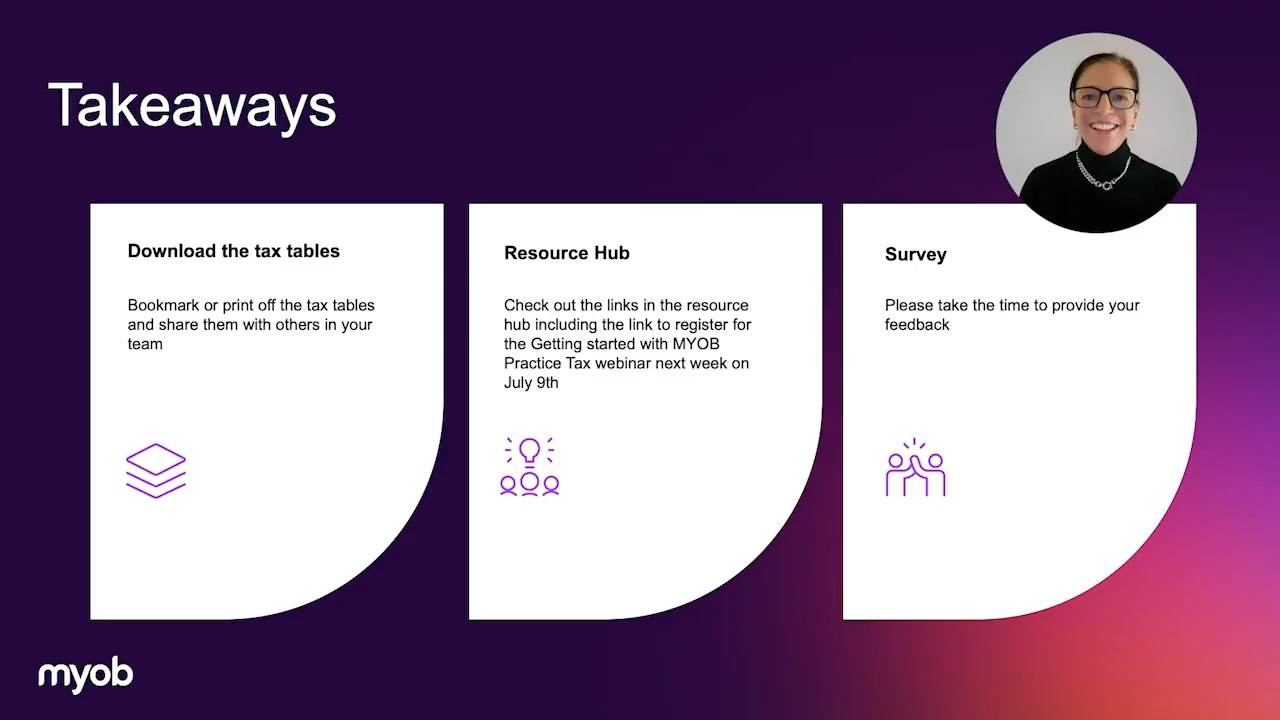 Takeaways
Download the tax tables
Bookmark or print off the tax tables
and share them with others in your
team
Resource Hub
Check out the links in the resource
hub including the link to register for
the Getting started with MYOB
Practice Tax webinar next week on
July 9th
Survey
Please take the time to provide your
feedback
myob